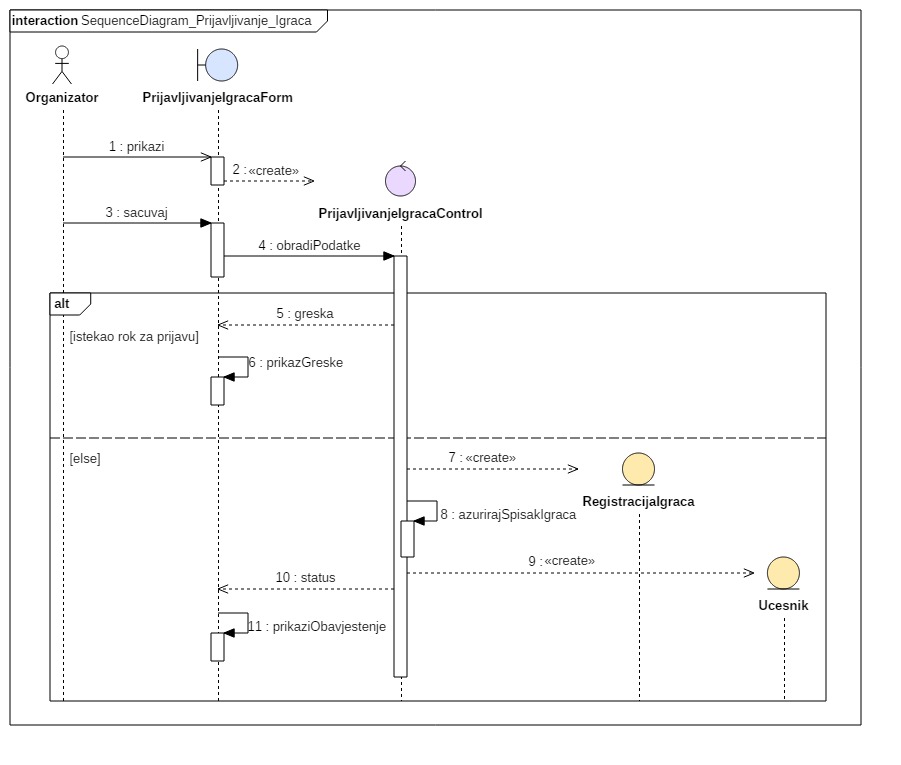 interaction SequenceDiagram_Prijavljivanje_Igraca
Organizator
PrijavljivanjeIgracaForm
1 : prikazi
2 : «create»
PrijavljivanjeIgracaControl
3 : sacuvaj
4 : obradiPodatke
alt
5 : greska
[istekao rok za prijavu]
6 : prikazGreske
[else]
7 : «create»
RegistracijaIgraca
8 : azurirajSpisakIgraca
9 : «create»
10 : status
Ucesnik
11 : prikaziObavjestenje